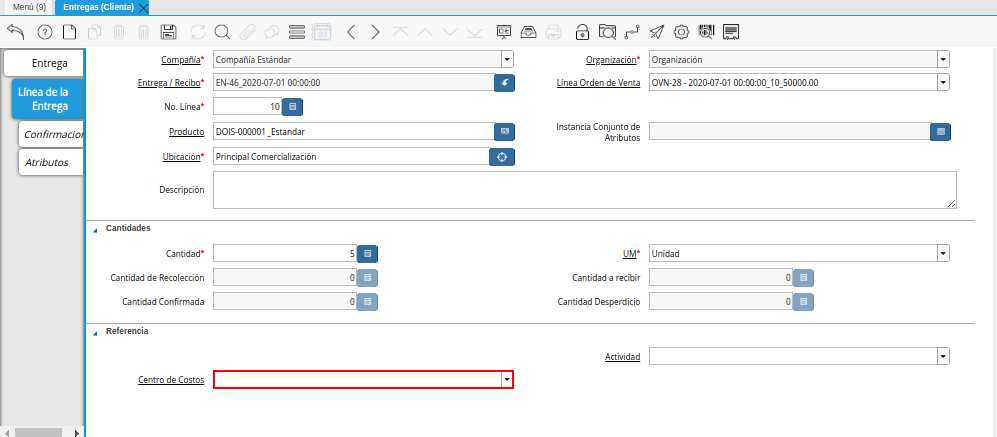 Menú (9) Entregas (Cliente)
Entrega
Línea de la
Entrega
Confirmacion
Atributos
Compañía* Compañía Estándar Organización* Organización
Entrega / Recibo* EN-46_2020-07-01 00:00:00 Línea Orden de Venta OVN-28 - 2020-07-01 00:00:00_10_50000.00
No. Línea* 10
Producto DOIS-000001_Estandar Instancia Conjunto de
Atributos
Ubicación* Principal Comercialización
Descripción
Cantidades
Cantidad* 5 UM* Unidad
Cantidad de Recolección 0 Cantidad a recibir 0
Cantidad Confirmada 0 Cantidad Desperdicio 0
Referencia
Actividad
Centro de Costos